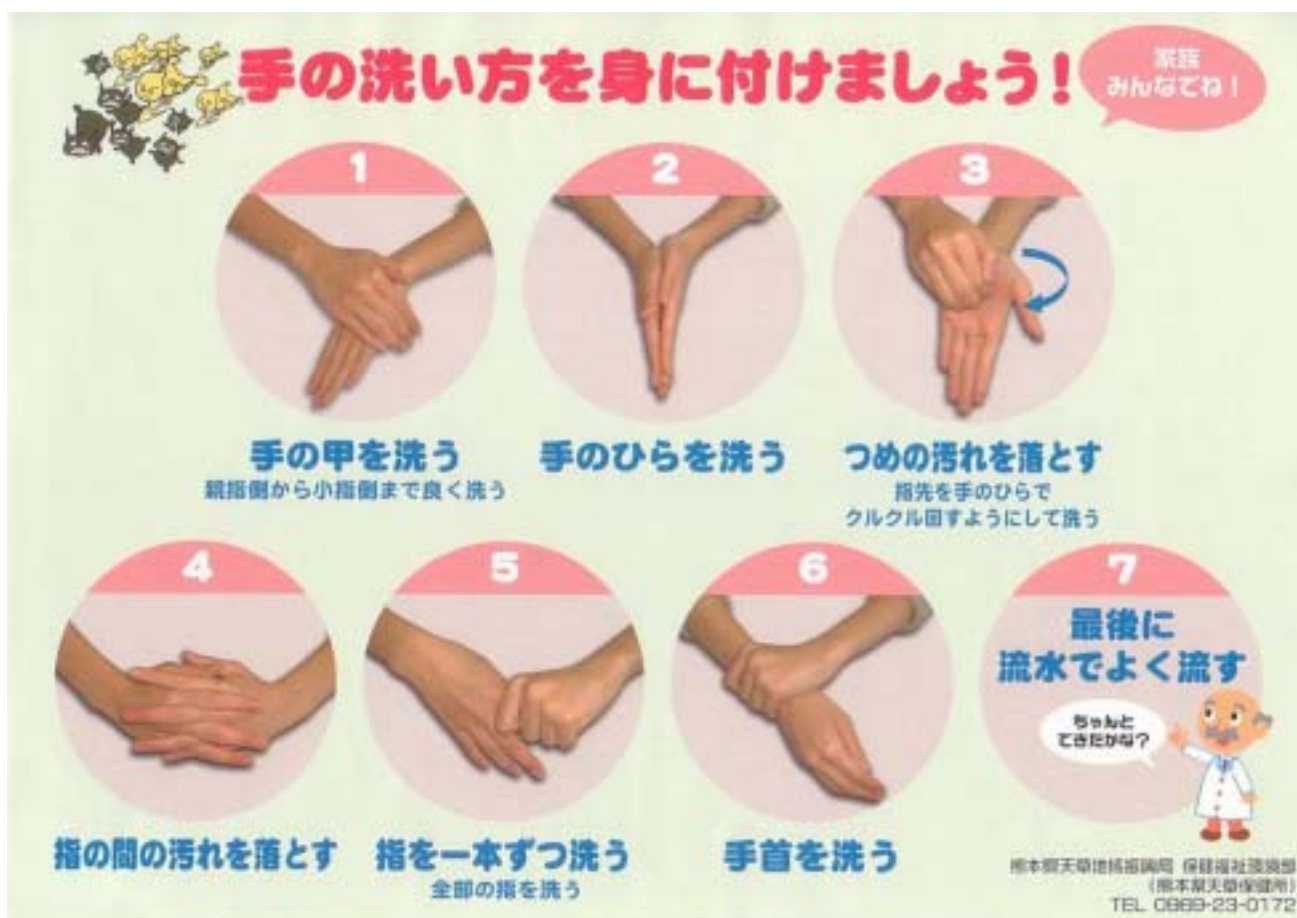 手の洗い方を身に付けましょう！
家族
みんなでね！
1
2
3
手の甲を洗う
親指側から小指側まで良く洗う
手のひらを洗う
つめの汚れを落とす
指先を手のひらで
クルクル回すようにして洗う
4
5
6
7
最後に
流水でよく流す
ちゃんと
できたかな？
指の間の汚れを落とす
指を一本ずつ洗う
全部の指を洗う
手首を洗う
熊本県天草地域振興局 保健福祉環境部
（熊本県天草保健所）
TEL 0969-23-0172